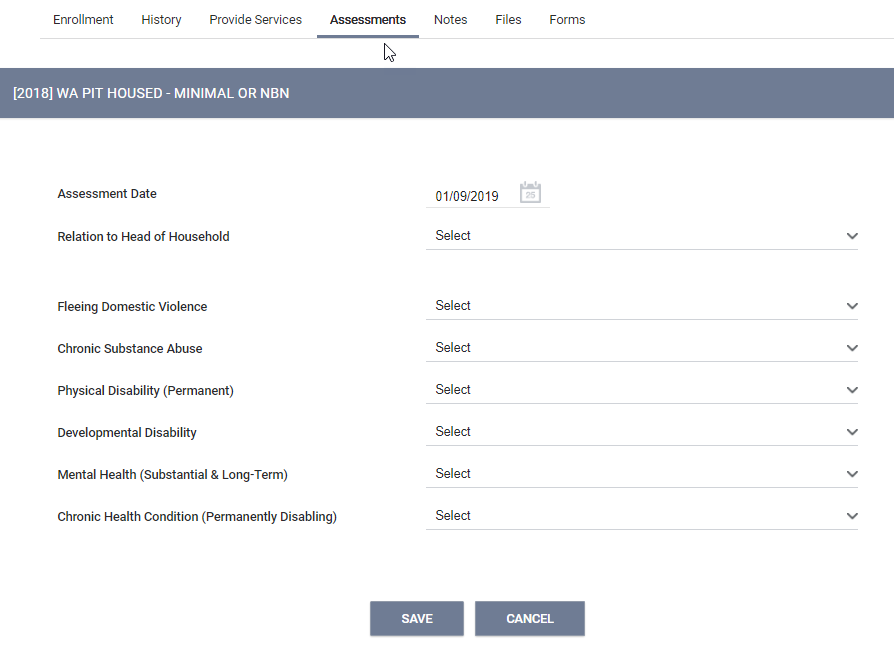 Enrollment History Provide Services Assessments Notes Files Forms
[2018] WA PIT HOUSED - MINIMAL OR NBN
Assessment Date 01/09/2019 25
Relation to Head of Household Select
Fleeing Domestic Violence Select
Chronic Substance Abuse Select
Physical Disability (Permanent) Select
Developmental Disability Select
Mental Health (Substantial & Long-Term) Select
Chronic Health Condition (Permanently Disabling) Select
SAVE CANCEL